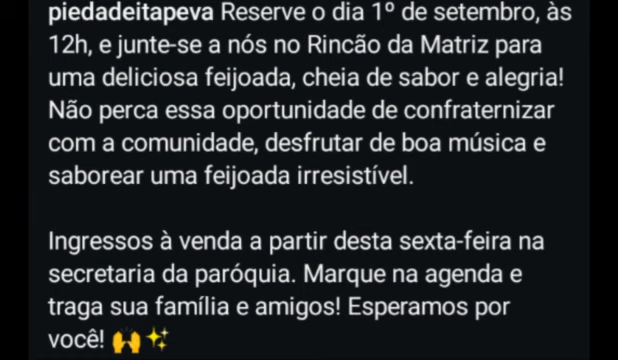 piedadeitapeva Reserve o dia 1º de setembro, às
12h, e junte-se a nós no Rincão da Matriz para
uma deliciosa feijoada, cheia de sabor e alegria!
Não perca essa oportunidade de confraternizar
com a comunidade, desfrutar de boa música e
saborear uma feijoada irresistível.

Ingressos à venda a partir desta sexta-feira na
secretaria da paróquia. Marque na agenda e
traga sua família e amigos! Esperamos por
você! 🙌✨